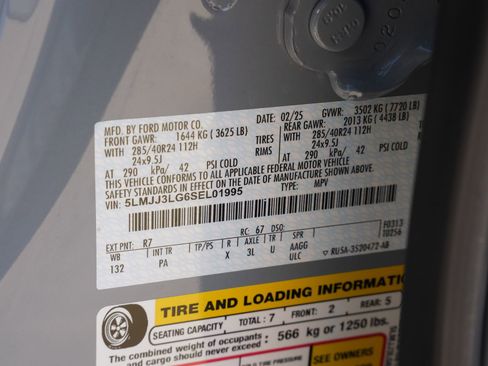 MFD. BY FORD MOTOR CO. DATE: 02/25 GVWR: 3502 KG (7720 LB)
FRONT GAWR: 1644 KG (3625 LB) REAR GAWR: 2013 KG (4438 LB)
WITH 285/40R24 112H TIRES WITH 285/40R24 112H
24x9.5J RIMS 24x9.5J
AT 290 kPa/ 42 PSI COLD AT 290 kPa/ 42 PSI COLD
THIS VEHICLE CONFORMS TO ALL APPLICABLE FEDERAL MOTOR VEHICLE
SAFETY STANDARDS IN EFFECT ON THE DATE OF MANUFACTURE SHOWN ABOVE.
VIN: 5LMJJ3LG6SEL01995 TYPE: MPV
EXT PNT: R7 RC: 67 DSO: F0313
WB INT TR TP/PS R AXLE TR SPR TU256
132 PA X 3L U AAGG
ULC ▽ RU5A-3520472-AB
TIRE AND LOADING INFORMATION
SEATING CAPACITY TOTAL: 7 FRONT: 2 REAR: 5
The combined weight of occupants
and cargo should never exceed: 566 kg or 1250 lbs.
SEE OWNERS